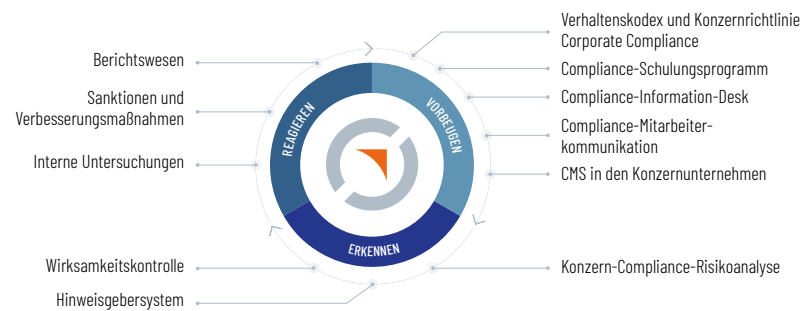 Verhaltenskodex und Konzernrichtlinie
Corporate Compliance
Compliance-Schulungsprogramm
Compliance-Information-Desk
Compliance-Mitarbeiter-
kommunikation
CMS in den Konzernunternehmen
Konzern-Compliance-Risikoanalyse
Berichtswesen
Sanktionen und
Verbesserungsmaßnahmen
Interne Untersuchungen
Wirksamkeitskontrolle
Hinweisgebersystem
REAGIEREN
VORBEUGEN
ERKENNEN